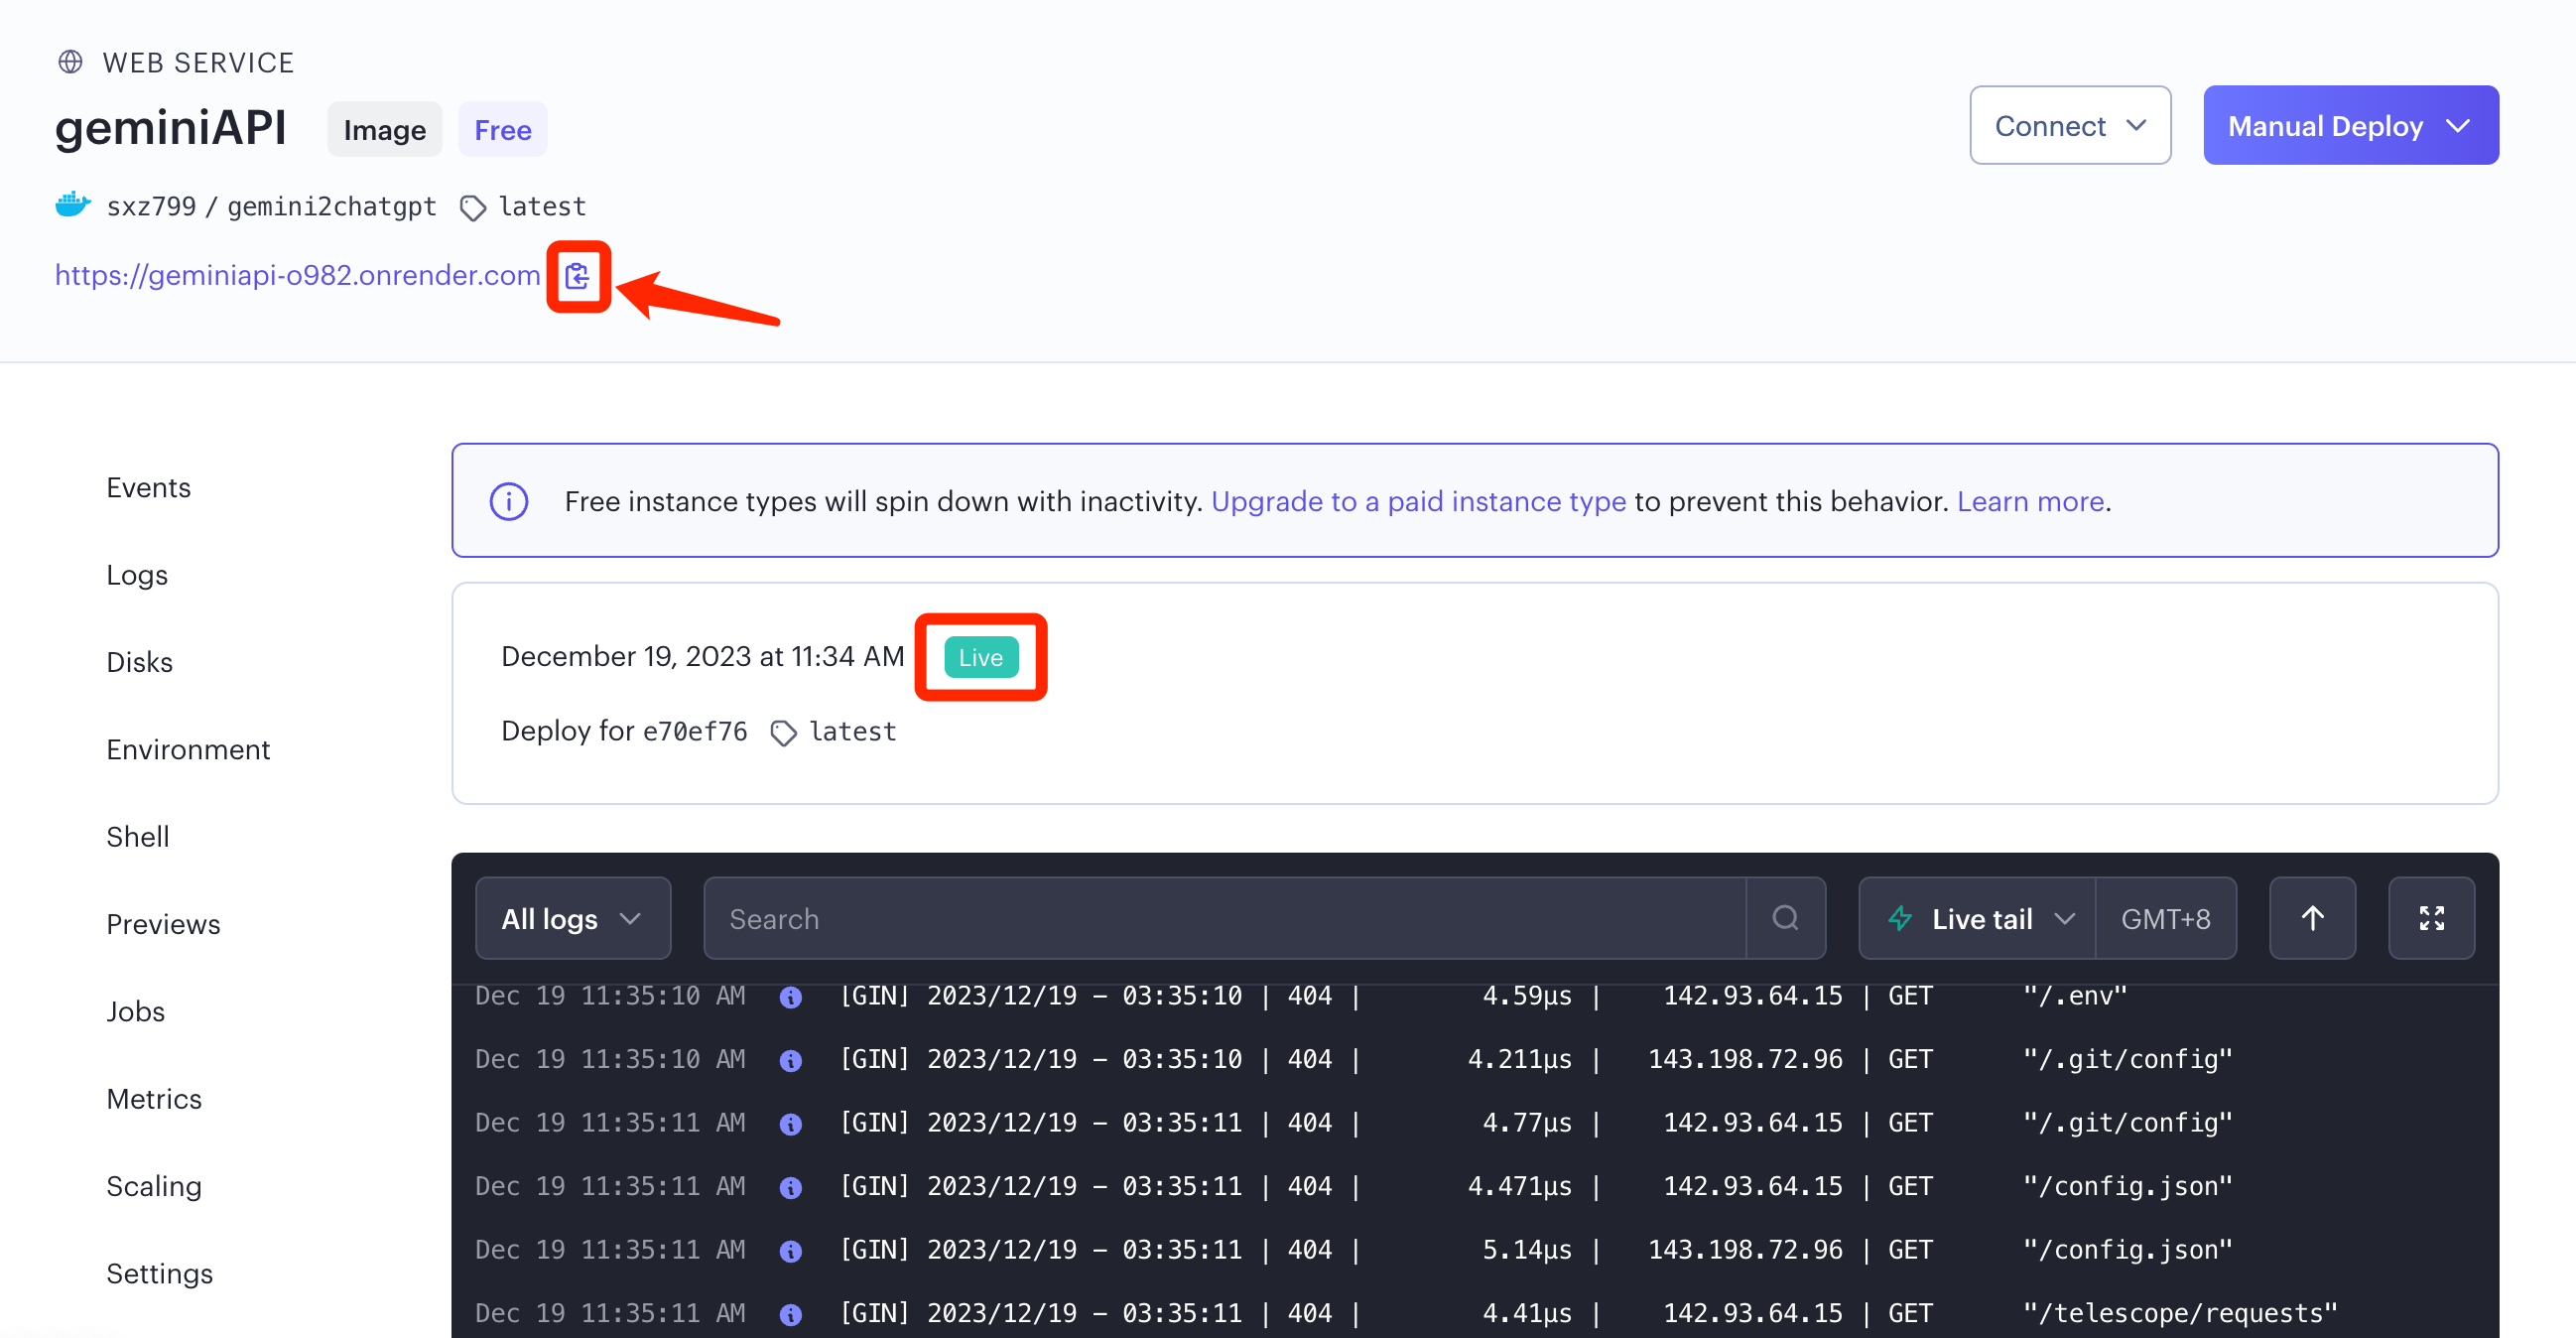 WEB SERVICE
geminiAPI Image Free
Connect
Manual Deploy
sxz799 / gemini2chatgpt latest
https://geminiapi-o982.onrender.com
Events
Logs
Disks
Environment
Shell
Previews
Jobs
Metrics
Scaling
Settings
Free instance types will spin down with inactivity. Upgrade to a paid instance type to prevent this behavior. Learn more.
December 19, 2023 at 11:34 AM Live
Deploy for e70ef76 latest
All logs Search Live tail GMT+8
Dec 19 11:35:10 AM [GIN] 2023/12/19 – 03:35:10 | 404 | 4.59µs | 142.93.64.15 | GET "/.env"
Dec 19 11:35:10 AM [GIN] 2023/12/19 – 03:35:10 | 404 | 4.211µs | 143.198.72.96 | GET "/.git/config"
Dec 19 11:35:11 AM [GIN] 2023/12/19 – 03:35:11 | 404 | 4.77µs | 142.93.64.15 | GET "/.git/config"
Dec 19 11:35:11 AM [GIN] 2023/12/19 – 03:35:11 | 404 | 4.471µs | 142.93.64.15 | GET "/config.json"
Dec 19 11:35:11 AM [GIN] 2023/12/19 – 03:35:11 | 404 | 5.14µs | 143.198.72.96 | GET "/config.json"
Dec 19 11:35:11 AM [GIN] 2023/12/19 – 03:35:11 | 404 | 4.41µs | 142.93.64.15 | GET "/telescope/requests"